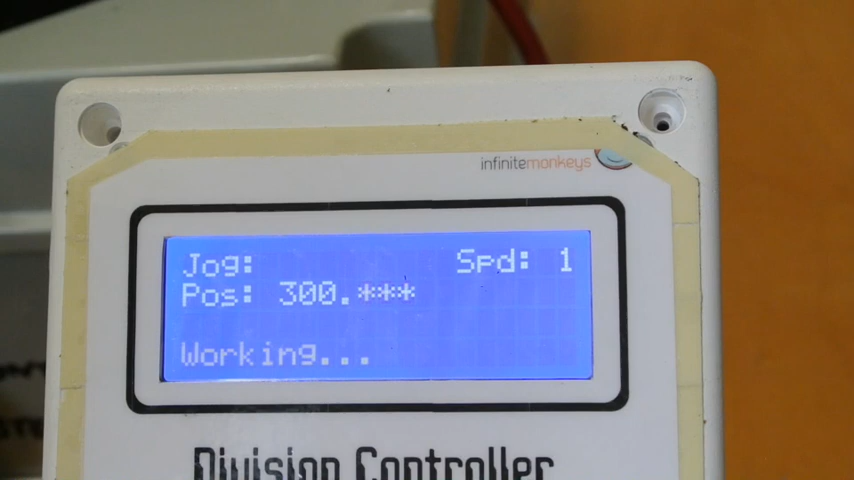 infinitemonkeys
Jog: Spd: 1
Pos: 300.***
Working...
Division Controller